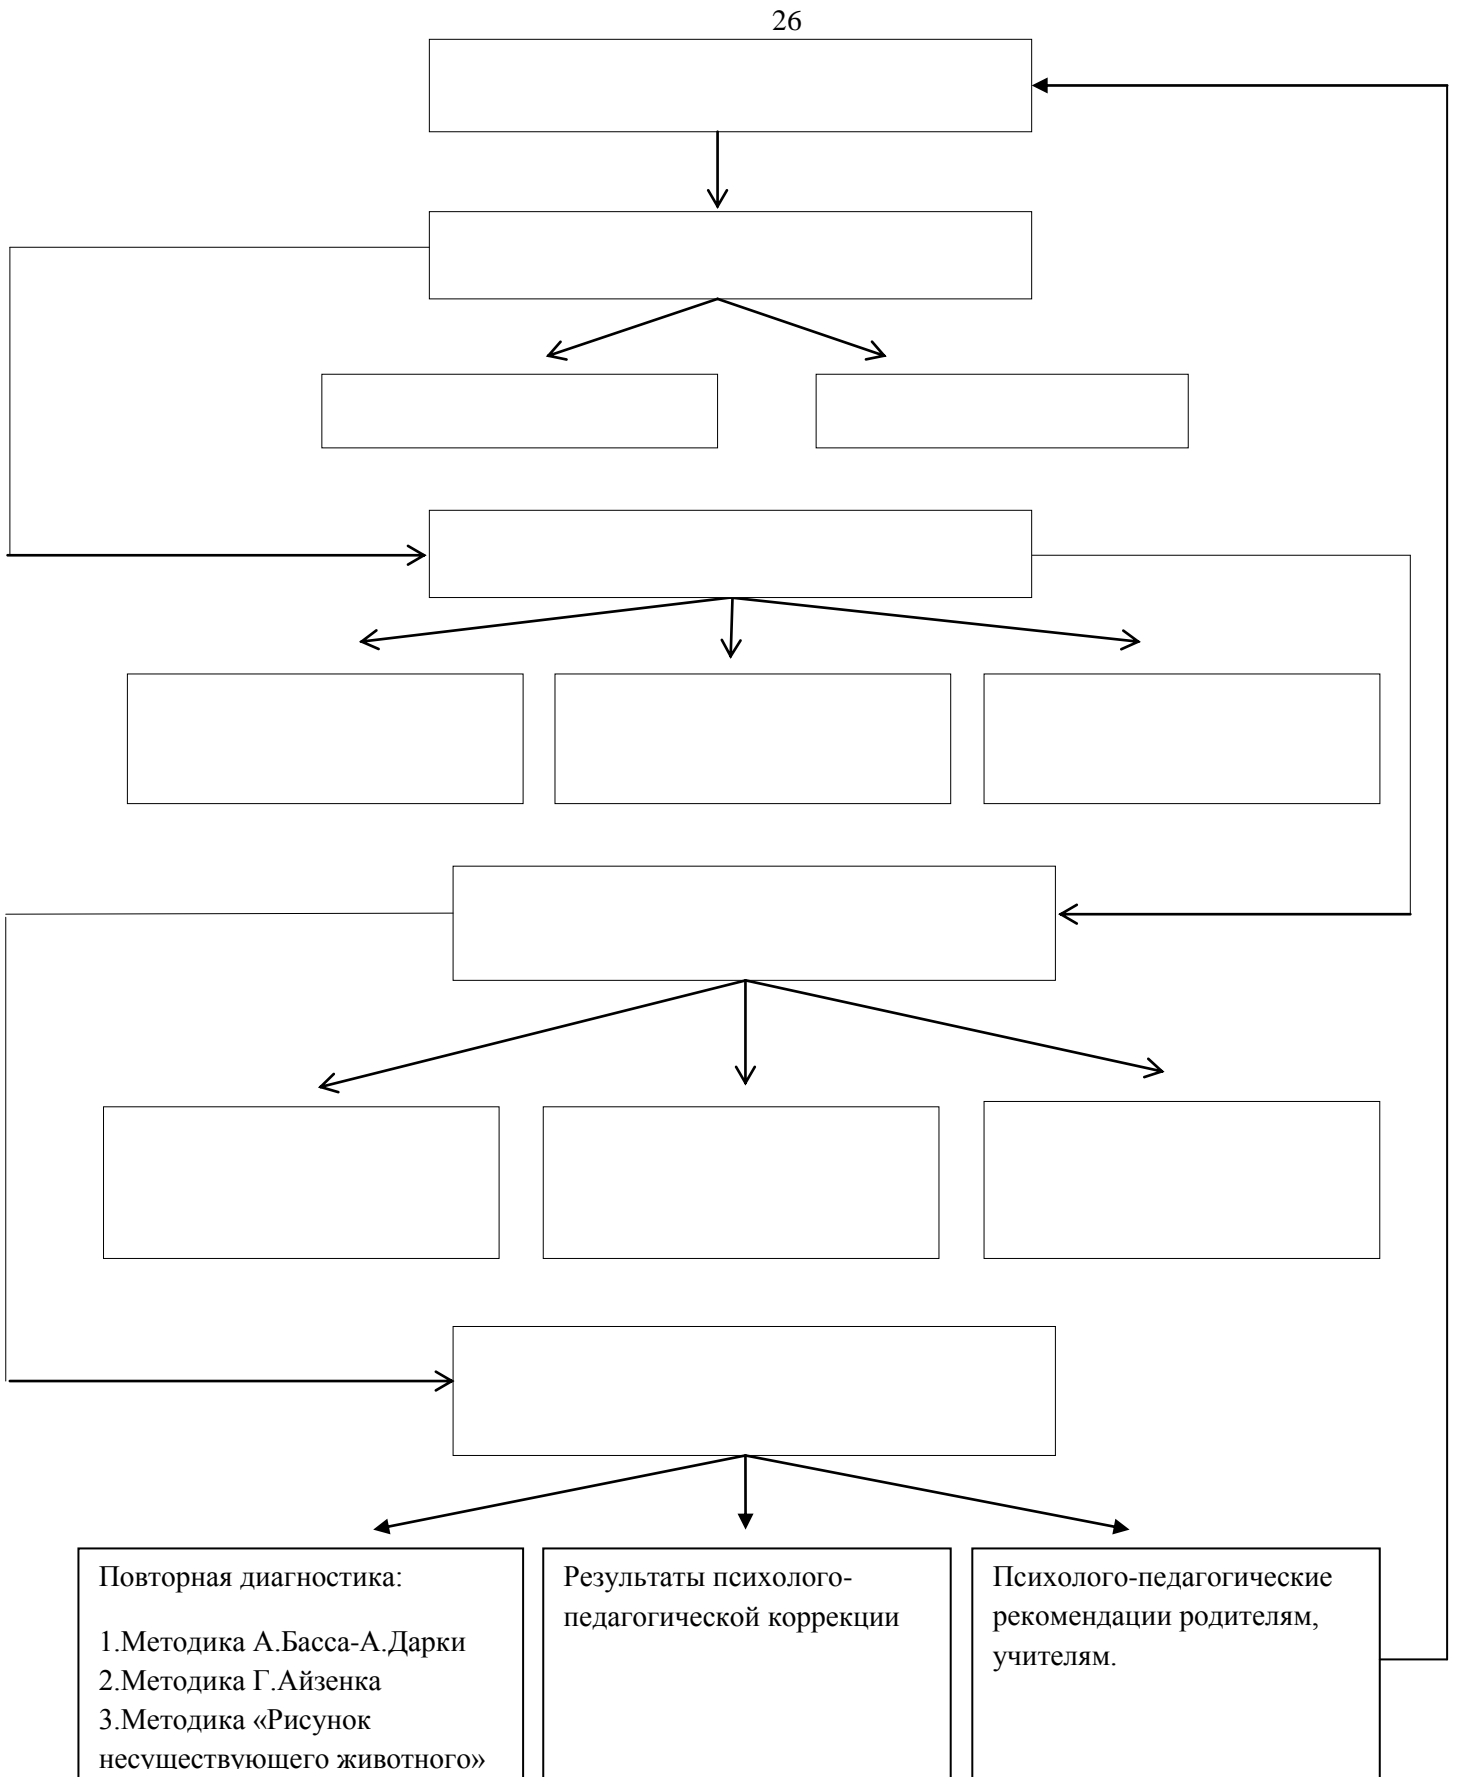 26
Повторная диагностика:
1.Методика А.Басса-А.Дарки
2.Методика Г.Айзенка
3.Методика «Рисунок
несуществующего животного»
Результаты психолого-
педагогической коррекции
Психолого-педагогические
рекомендации родителям,
учителям.